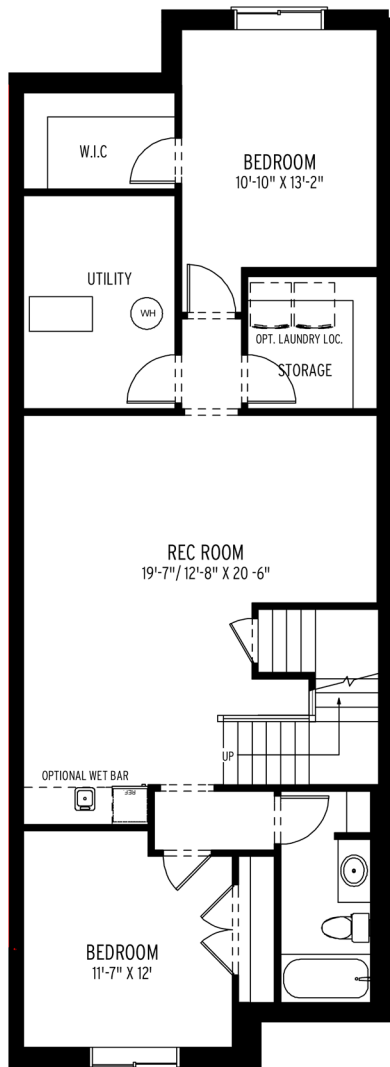 W.I.C
BEDROOM
10'-10" X 13'-2"
UTILITY
WH
OPT. LAUNDRY LOC.
STORAGE
REC ROOM
19'-7"/ 12'-8" X 20 -6"
UP
OPTIONAL WET BAR
REF
BEDROOM
11'-7" X 12'